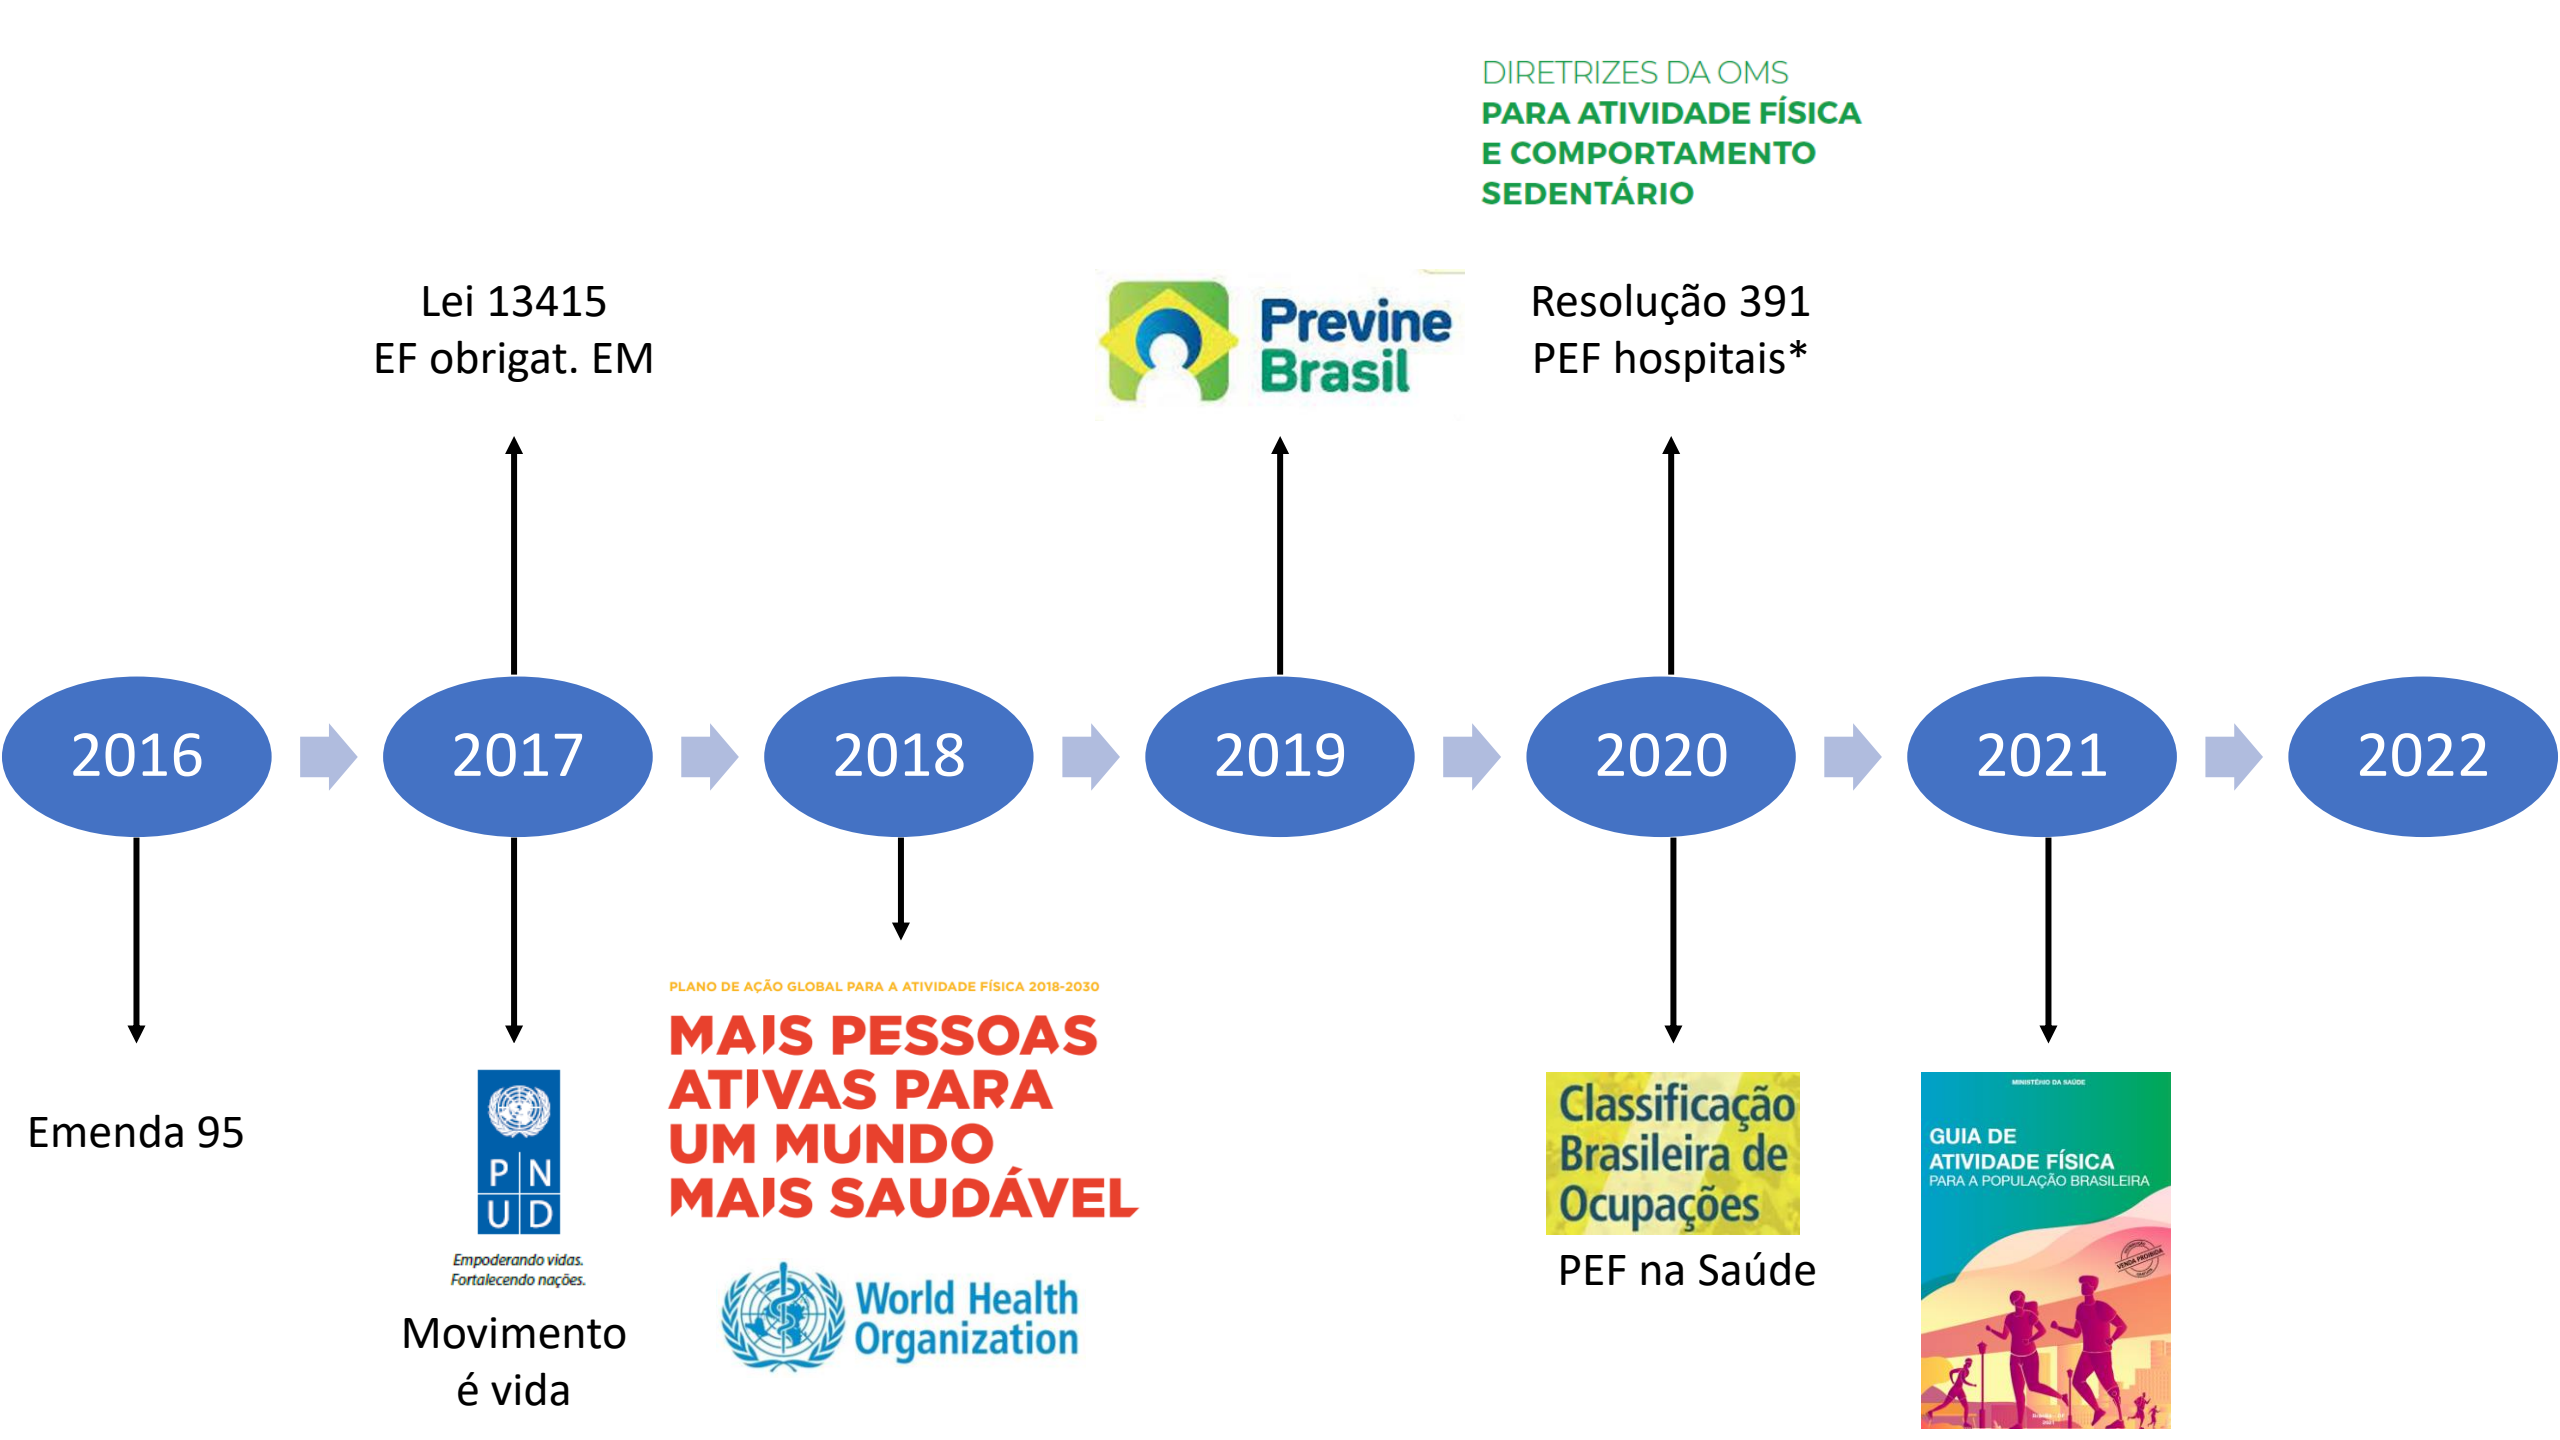 DIRETRIZES DA OMS
PARA ATIVIDADE FÍSICA
E COMPORTAMENTO
SEDENTÁRIO
Lei 13415
EF obrigat. EM
Previne
Brasil
Resolução 391
PEF hospitais*
2016
2017
2018
2019
2020
2021
2022
Emenda 95
P N
U D
Empoderando vidas.
Fortalecendo nações.
Movimento
é vida
PLANO DE AÇÃO GLOBAL PARA A ATIVIDADE FÍSICA 2018-2030
MAIS PESSOAS
ATIVAS PARA
UM MUNDO
MAIS SAUDÁVEL
World Health
Organization
Classificação
Brasileira de
Ocupações
PEF na Saúde
MINISTÉRIO DA SAÚDE
GUIA DE
ATIVIDADE FÍSICA
PARA A POPULAÇÃO BRASILEIRA
VENDA PROIBIDA